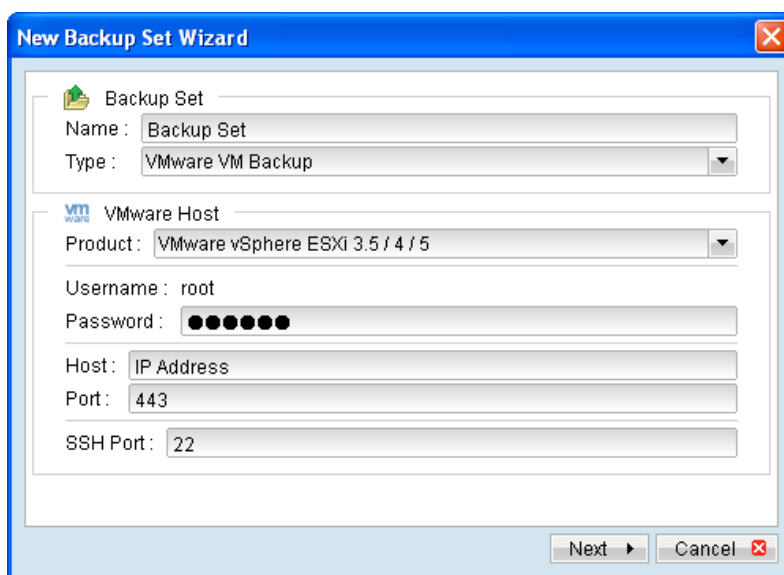 New Backup Set Wizard
Backup Set
Name : Backup Set
Type : VMware VM Backup
vm ware VMware Host
Product : VMware vSphere ESXi 3.5 / 4 / 5
Username : root
Password : ●●●●●●
Host : IP Address
Port : 443
SSH Port : 22
Next Cancel